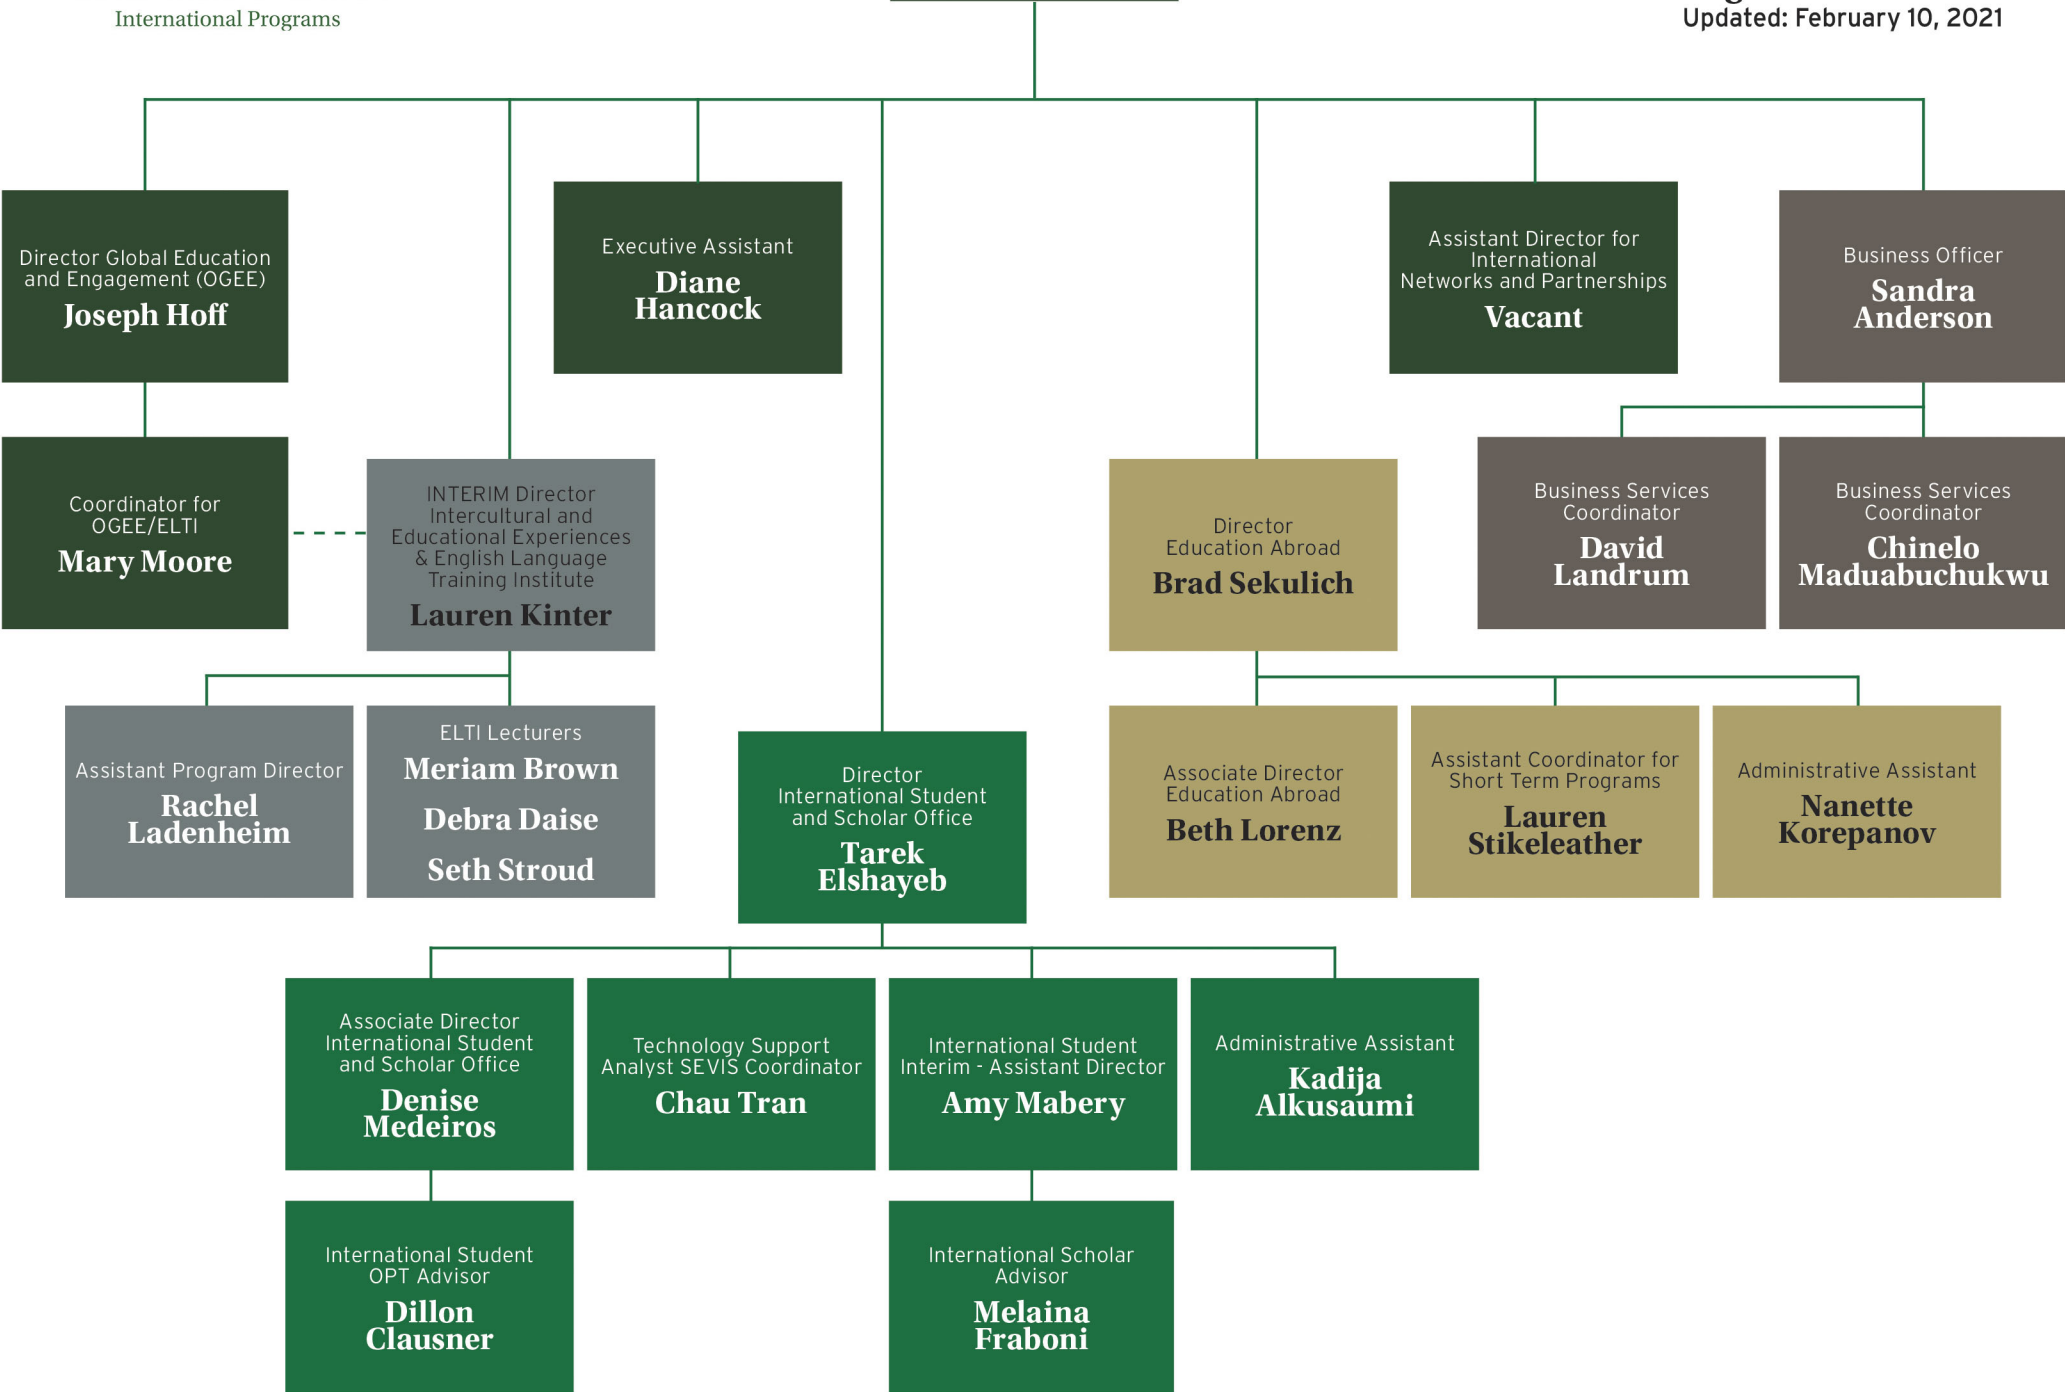 International Programs
Updated: February 10, 2021
Director Global Education
and Engagement (OGEE)
Joseph Hoff
Executive Assistant
Diane
Hancock
Assistant Director for
International
Networks and Partnerships
Vacant
Business Officer
Sandra
Anderson
Coordinator for
OGEE/ELTI
Mary Moore
INTERIM Director
Intercultural and
Educational Experiences
& English Language
Training Institute
Lauren Kinter
Director
Education Abroad
Brad Sekulich
Business Services
Coordinator
David
Landrum
Business Services
Coordinator
Chinelo
Maduabuchukwu
Assistant Program Director
Rachel
Ladenheim
ELTI Lecturers
Meriam Brown
Debra Daise
Seth Stroud
Director
International Student
and Scholar Office
Tarek
Elshayeb
Associate Director
Education Abroad
Beth Lorenz
Assistant Coordinator for
Short Term Programs
Lauren
Stikeleather
Administrative Assistant
Nanette
Korepanov
Associate Director
International Student
and Scholar Office
Denise
Medeiros
Technology Support
Analyst SEVIS Coordinator
Chau Tran
International Student
Interim - Assistant Director
Amy Mabery
Administrative Assistant
Kadija
Alkusaumi
International Student
OPT Advisor
Dillon
Clausner
International Scholar
Advisor
Melaina
Fraboni